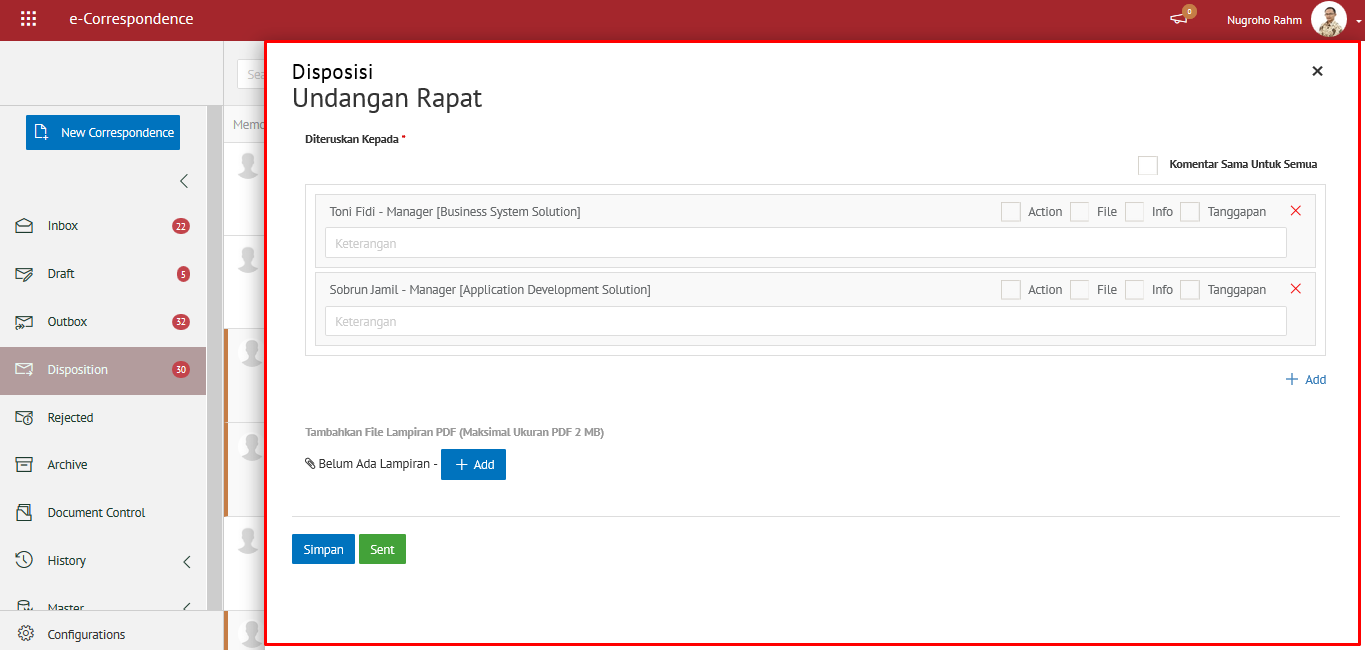 e-Correspondence
0
Nugroho Rahm
New Correspondence
Inbox 22
Draft 5
Outbox 32
Disposition 30
Rejected
Archive
Document Control
History
Master
Configurations
Disposisi
Undangan Rapat
Diteruskan Kepada *
Komentar Sama Untuk Semua
Toni Fidi - Manager [Business System Solution] Action File Info Tanggapan
Keterangan
Sobrun Jamil - Manager [Application Development Solution] Action File Info Tanggapan
Keterangan
+ Add
Tambahkan File Lampiran PDF (Maksimal Ukuran PDF 2 MB)
Belum Ada Lampiran - + Add
Simpan Sent